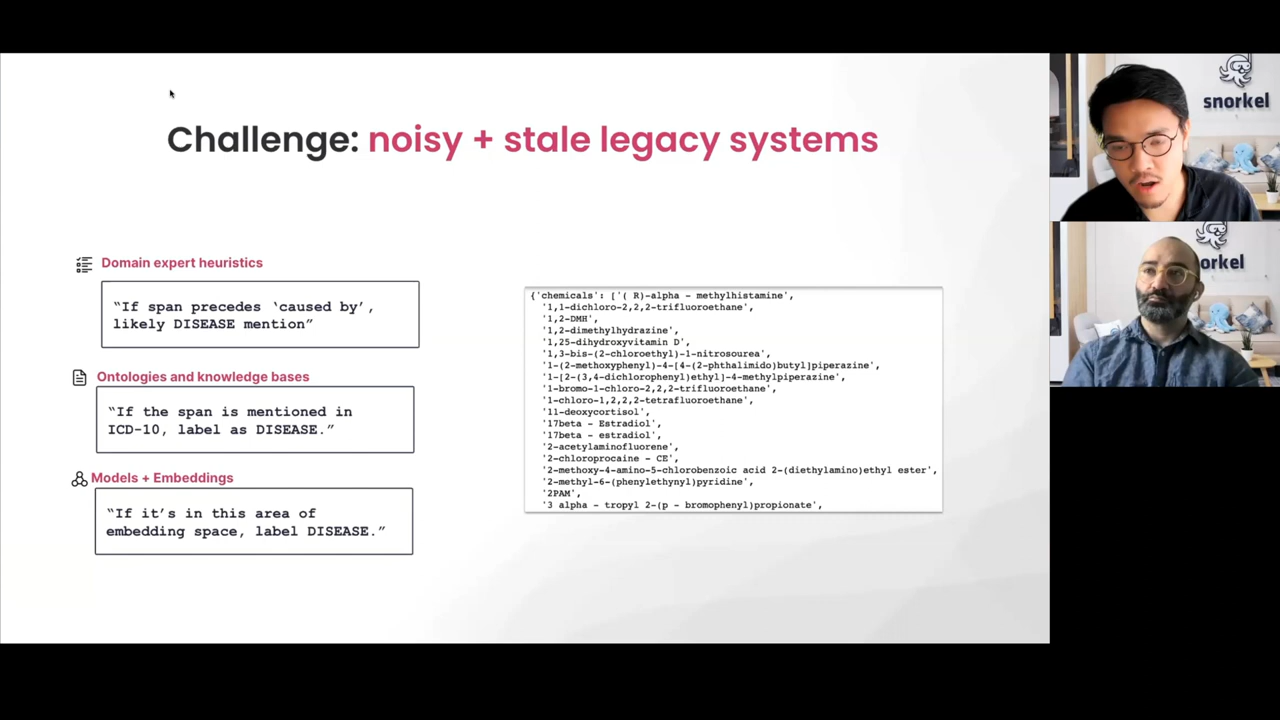 Challenge: noisy + stale legacy systems
Domain expert heuristics
“If span precedes ‘caused by’,
likely DISEASE mention”
Ontologies and knowledge bases
“If the span is mentioned in
ICD-10, label as DISEASE.”
Models + Embeddings
“If it’s in this area of
embedding space, label DISEASE.”
{'chemicals': ['( R)-alpha - methylhistamine',
'1,1-dichloro-2,2,2-trifluoroethane',
'1,2-DMH',
'1,2-dimethylhydrazine',
'1,25-dihydroxyvitamin D',
'1,3-bis-(2-chloroethyl)-1-nitrosourea',
'1-(2-methoxyphenyl)-4-[4-(2-phthalimido)butyl]piperazine',
'1-[2-(3,4-dichlorophenyl)ethyl]-4-methylpiperazine',
'1-bromo-1-chloro-2,2,2-trifluoroethane',
'1-chloro-1,2,2,2-tetrafluoroethane',
'11-deoxycortisol',
'17beta - Estradiol',
'17beta - estradiol',
'2-acetylaminofluorene',
'2-chloroprocaine - CE',
'2-methoxy-4-amino-5-chlorobenzoic acid 2-(diethylamino)ethyl ester',
'2-methyl-6-(phenylethynyl)pyridine',
'2PAM',
'3 alpha - tropyl 2-(p - bromophenyl)propionate',
snorkel
orkel